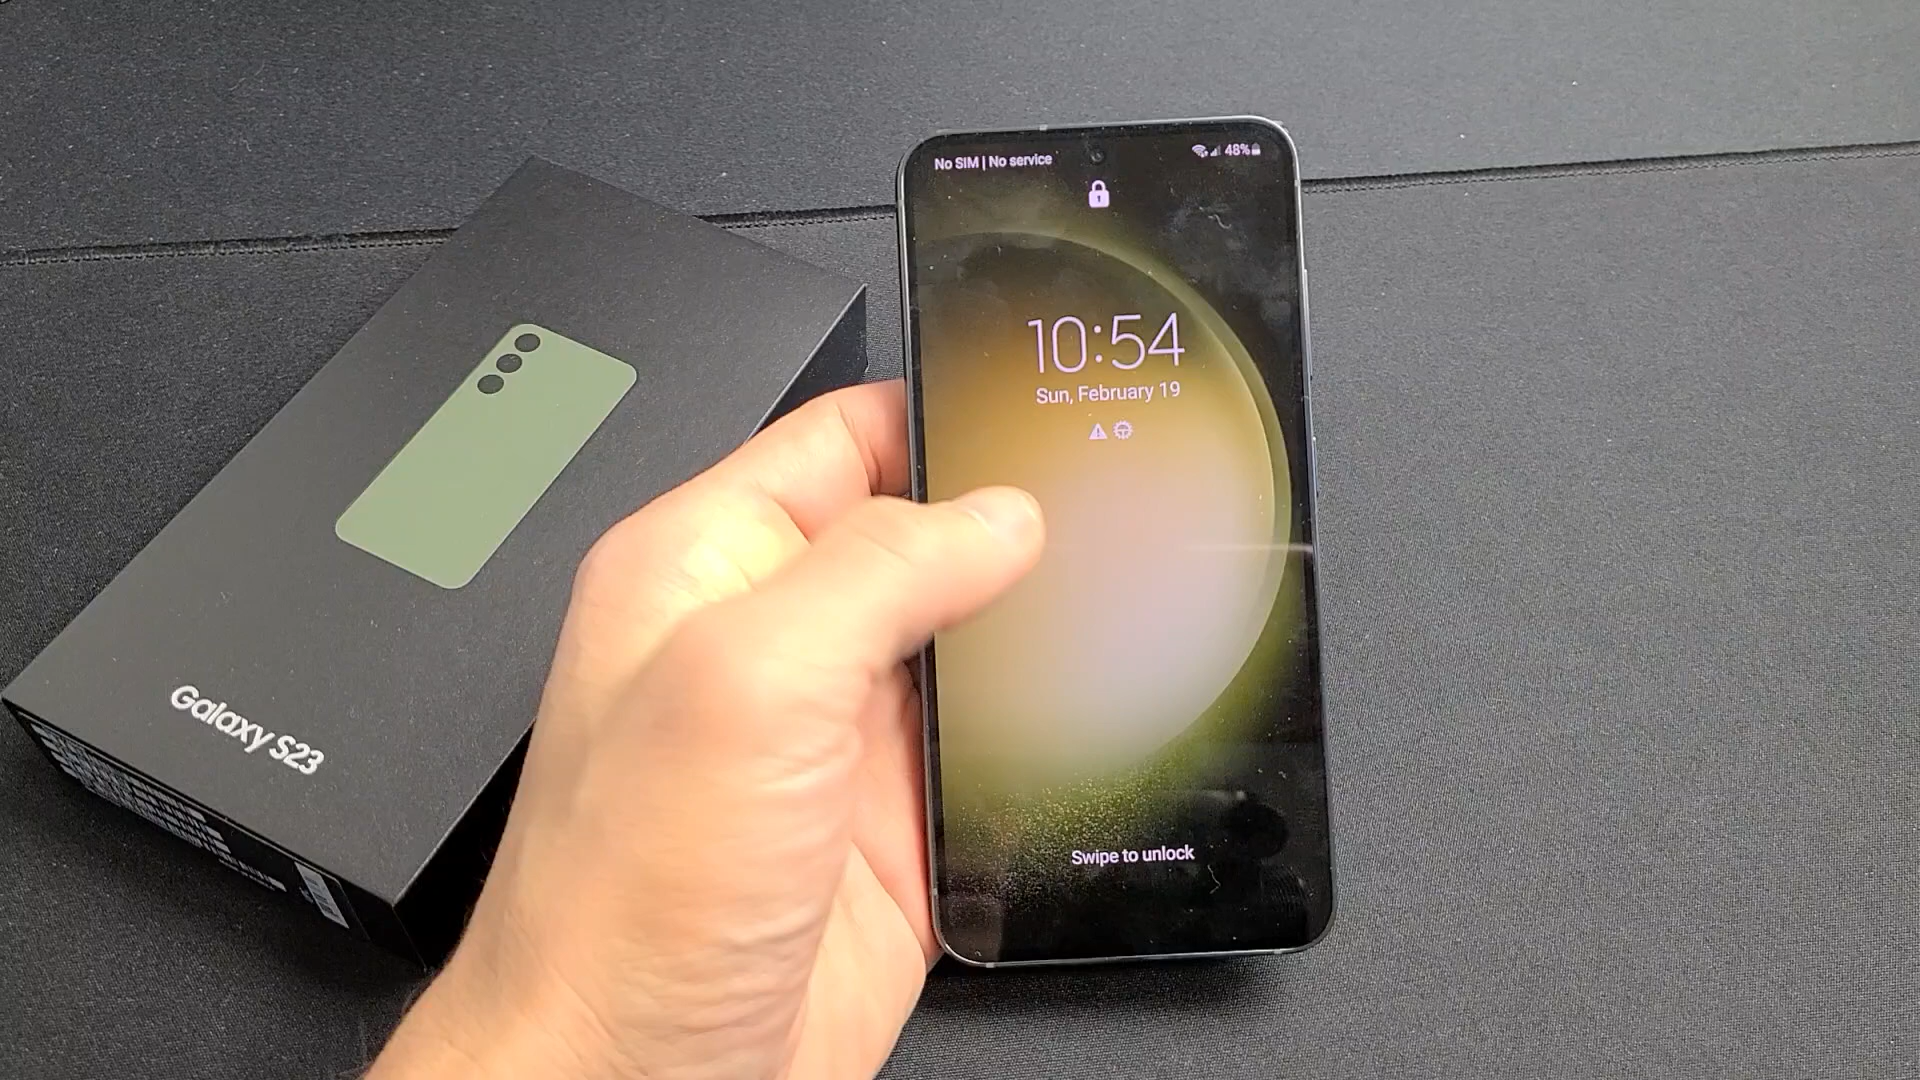 No SIM | No service
48%
10:54
Sun, February 19
Swipe to unlock
Galaxy S23